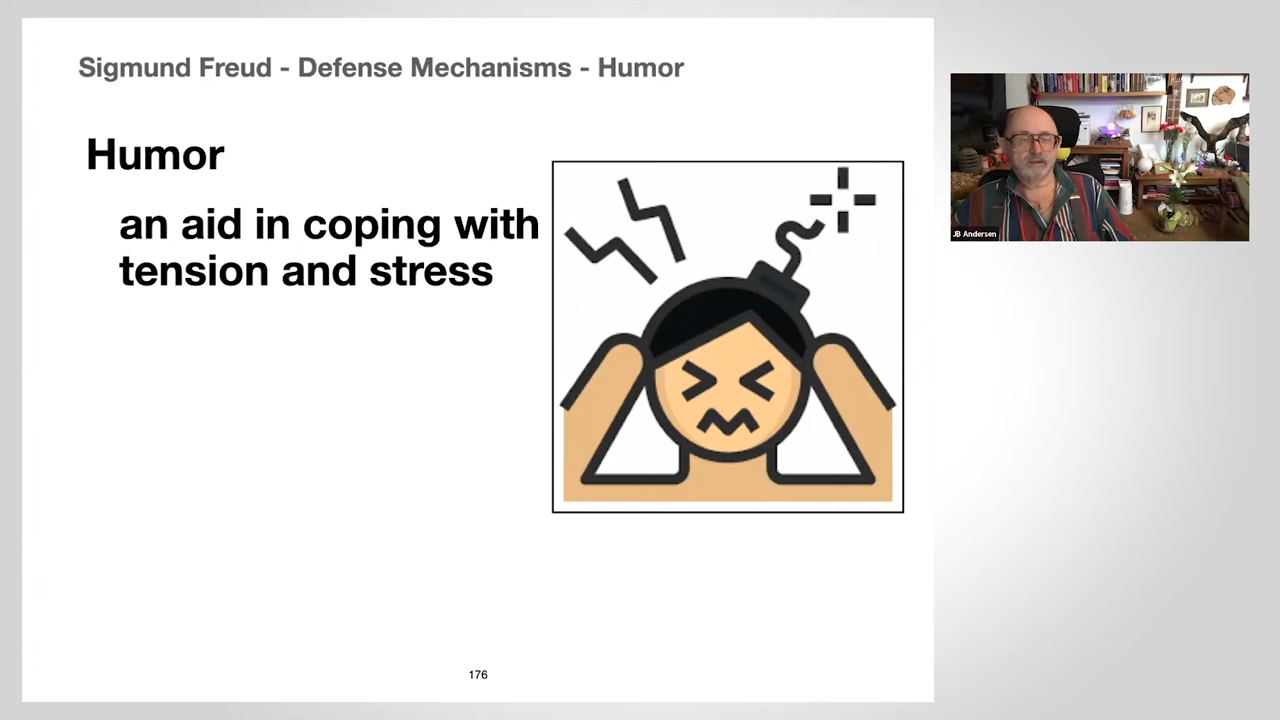 Sigmund Freud - Defense Mechanisms - Humor
Humor
an aid in coping with
tension and stress
JB Andersen
176